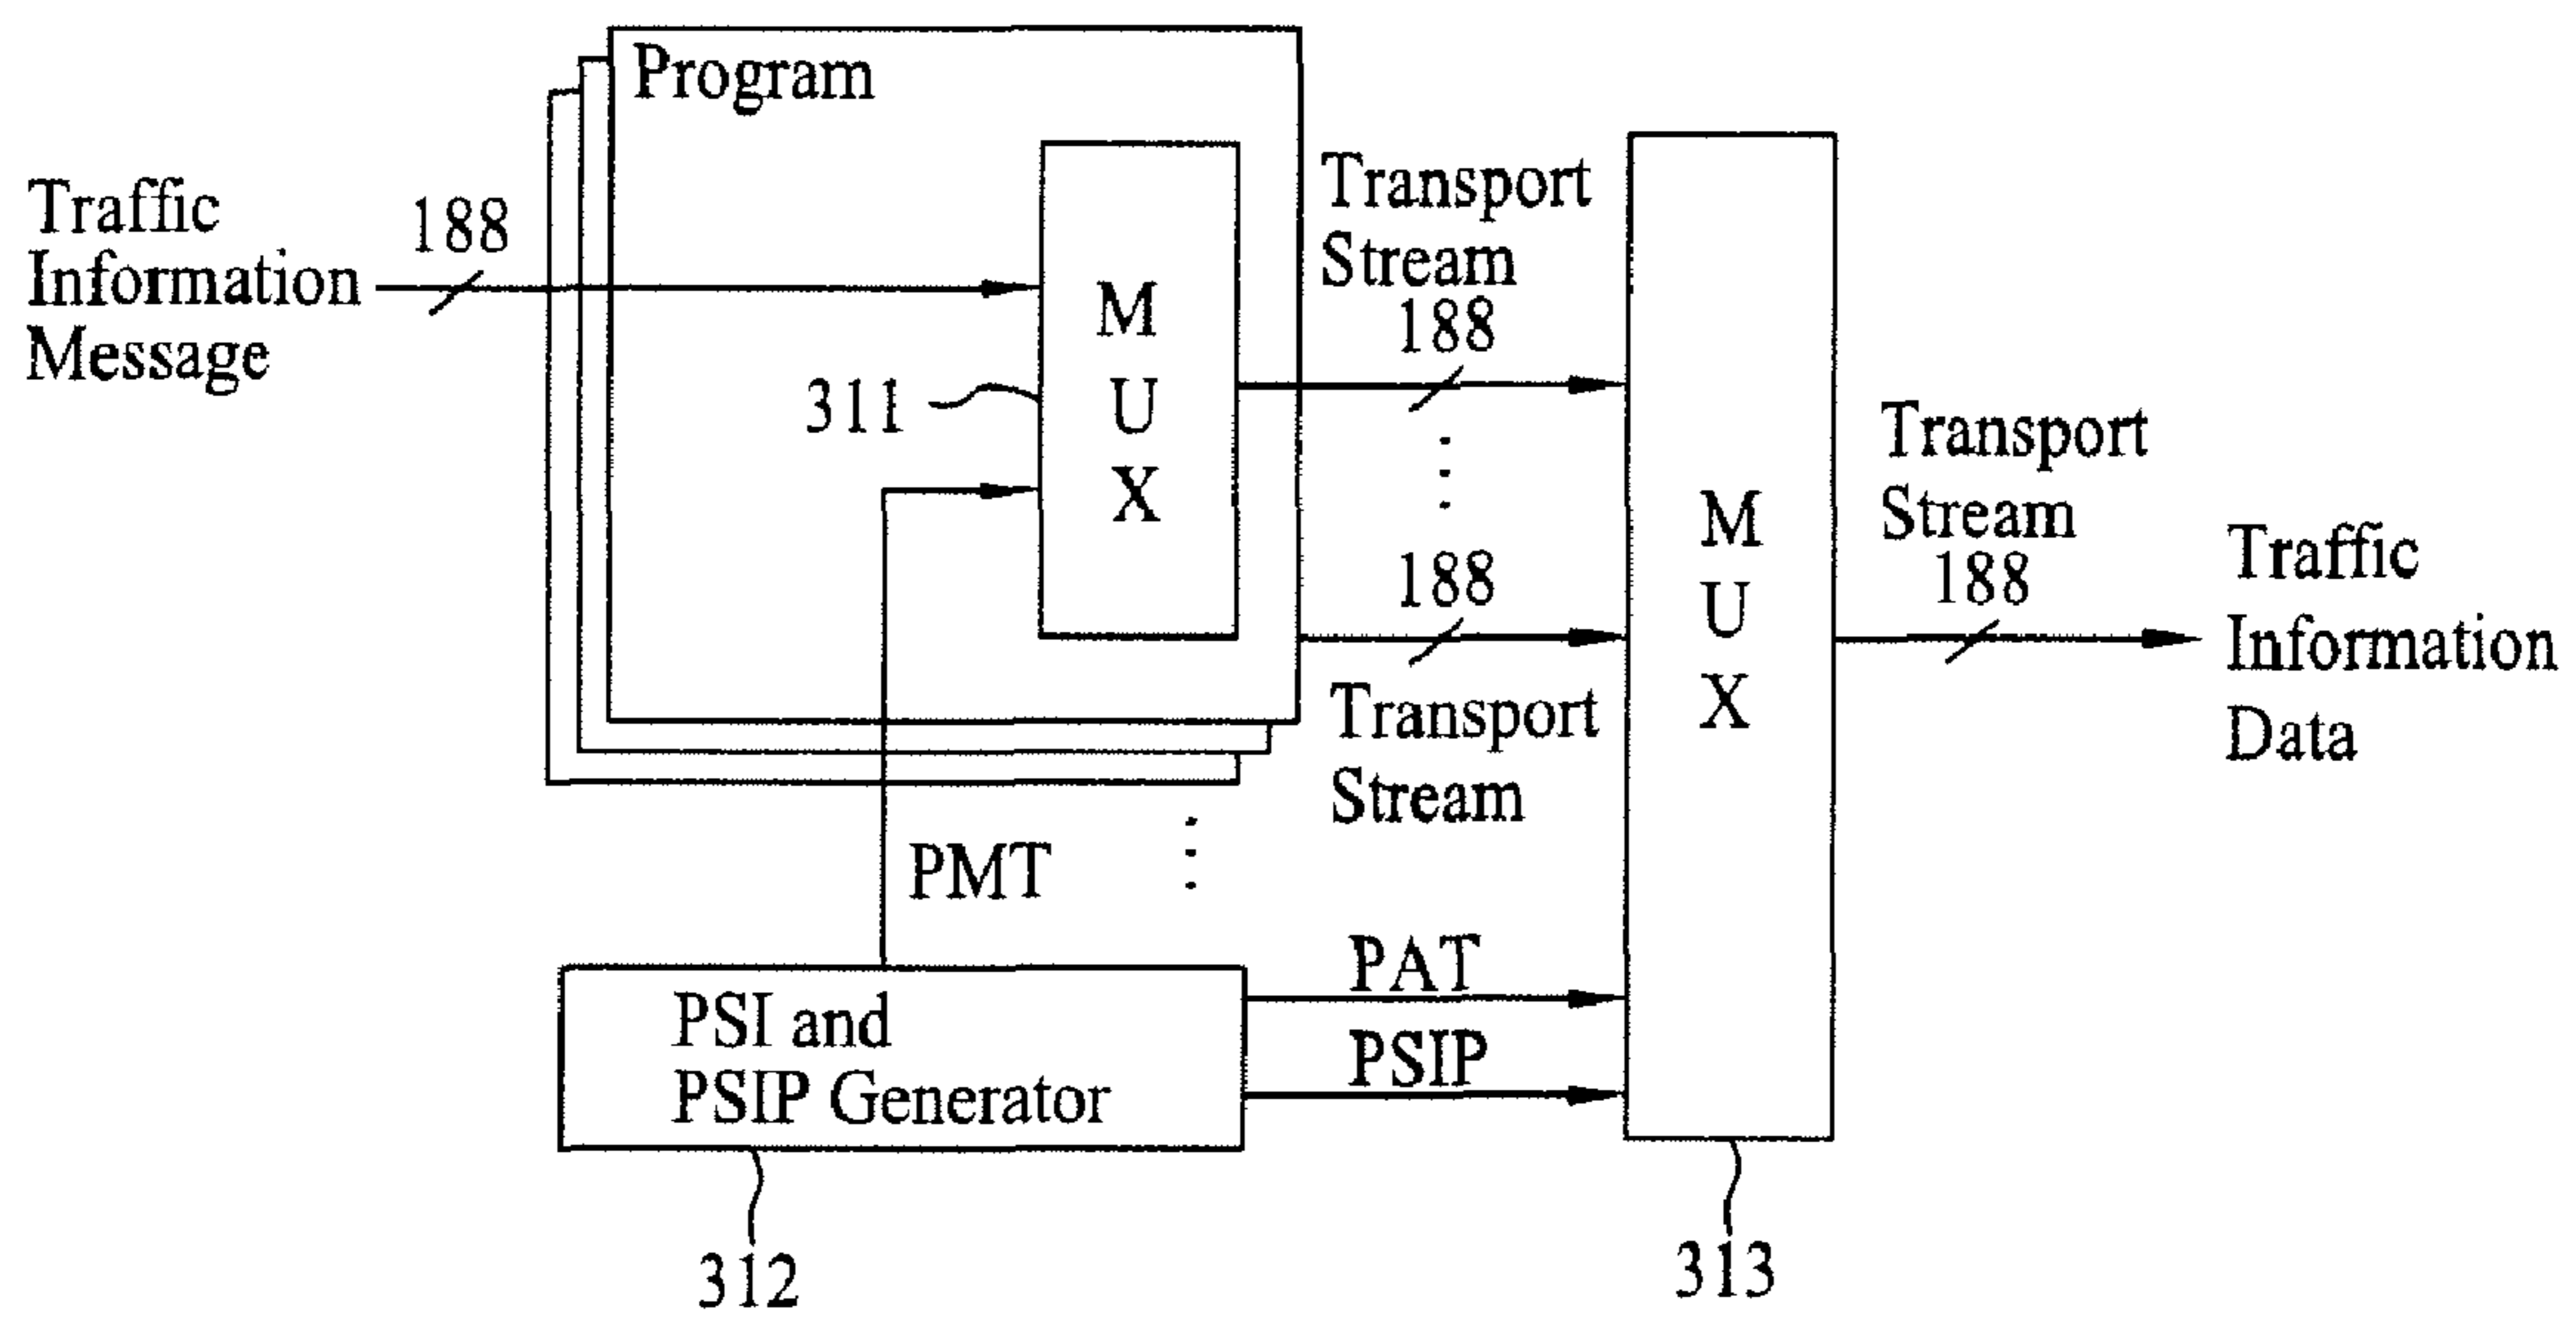 Program
Traffic
Information
Message
188
311
M
U
X
Transport
Stream
188
188
Transport
Stream
PMT
PSI and
PSIP Generator
312
PAT
PSIP
M
U
X
313
Transport
Stream
188
Traffic
Information
Data